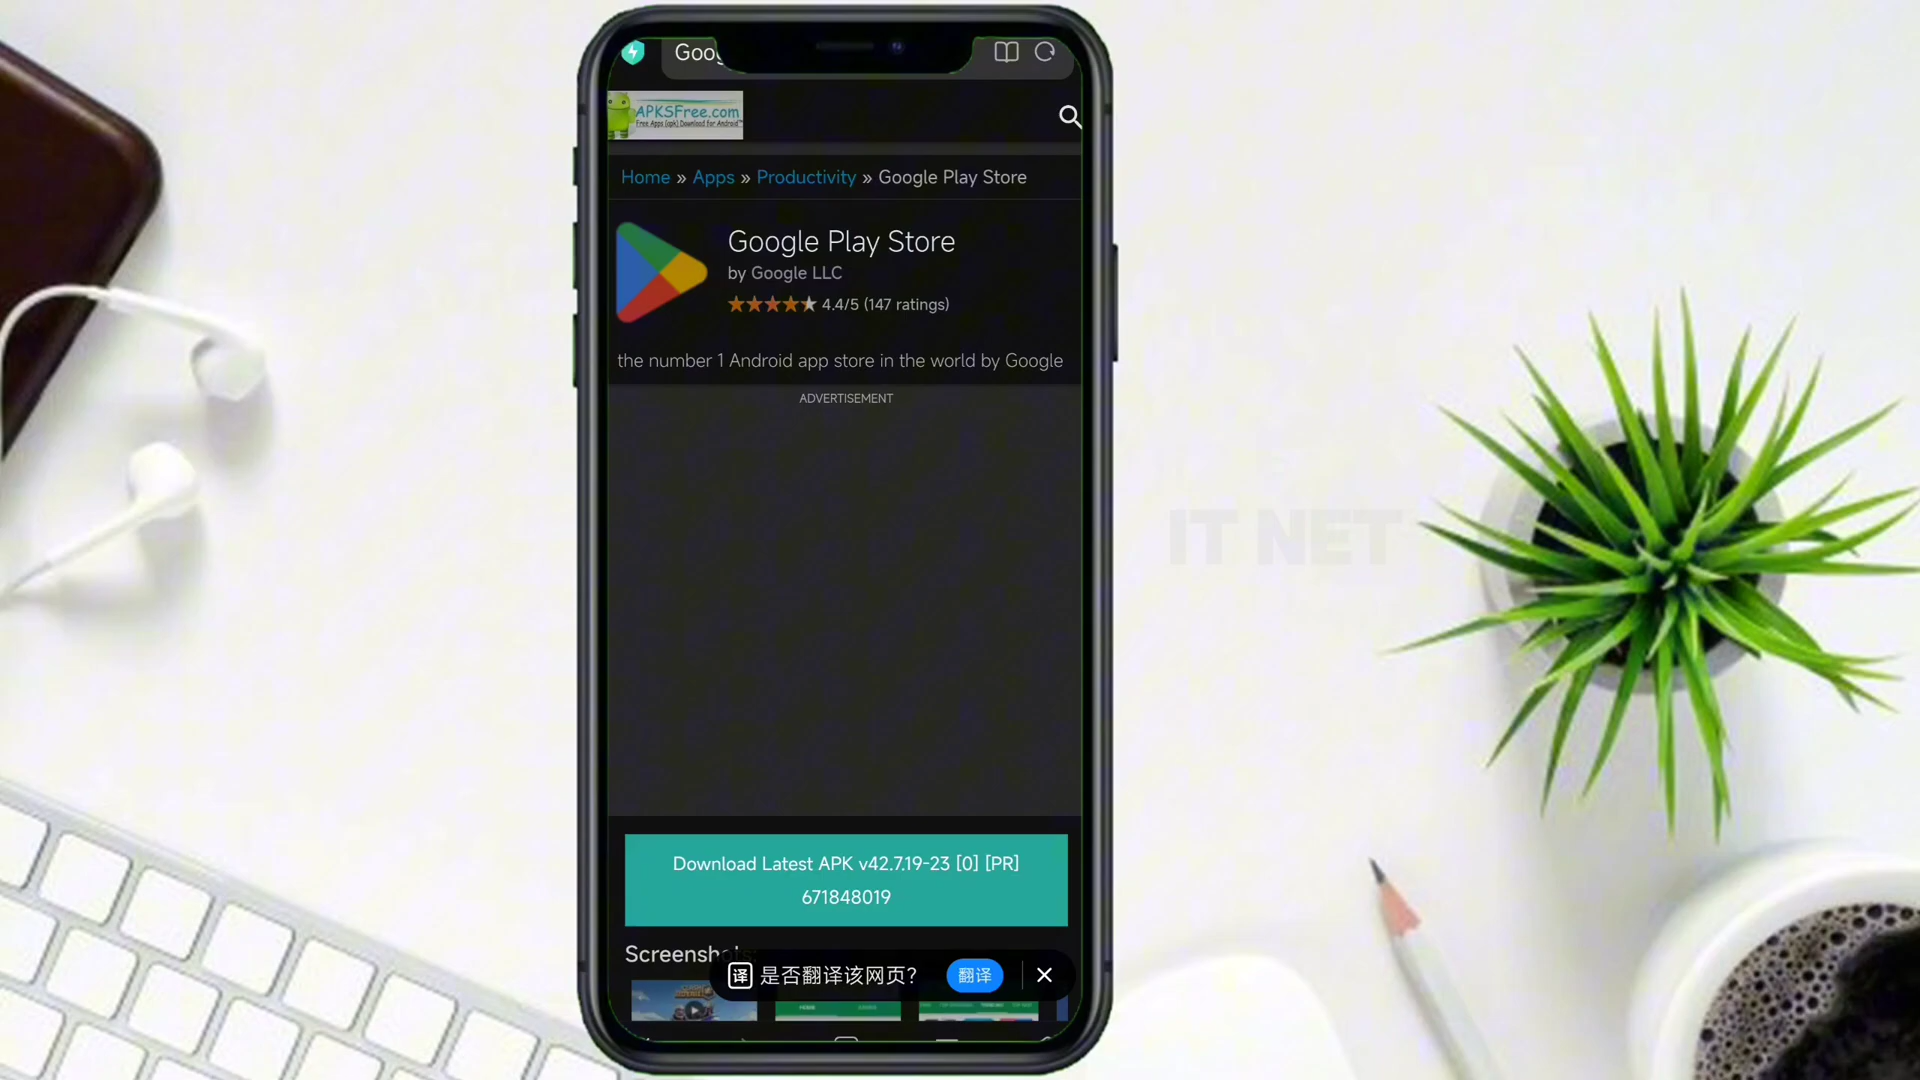 Goog
APKSFree.com
Free Apps (apk) Download for Android
Home » Apps » Productivity » Google Play Store
Google Play Store
by Google LLC
4.4/5 (147 ratings)
the number 1 Android app store in the world by Google
ADVERTISEMENT
IT NET
Download Latest APK v42.7.19-23 [0] [PR]
671848019
Screenshots:
译 是否翻译该网页? 翻译